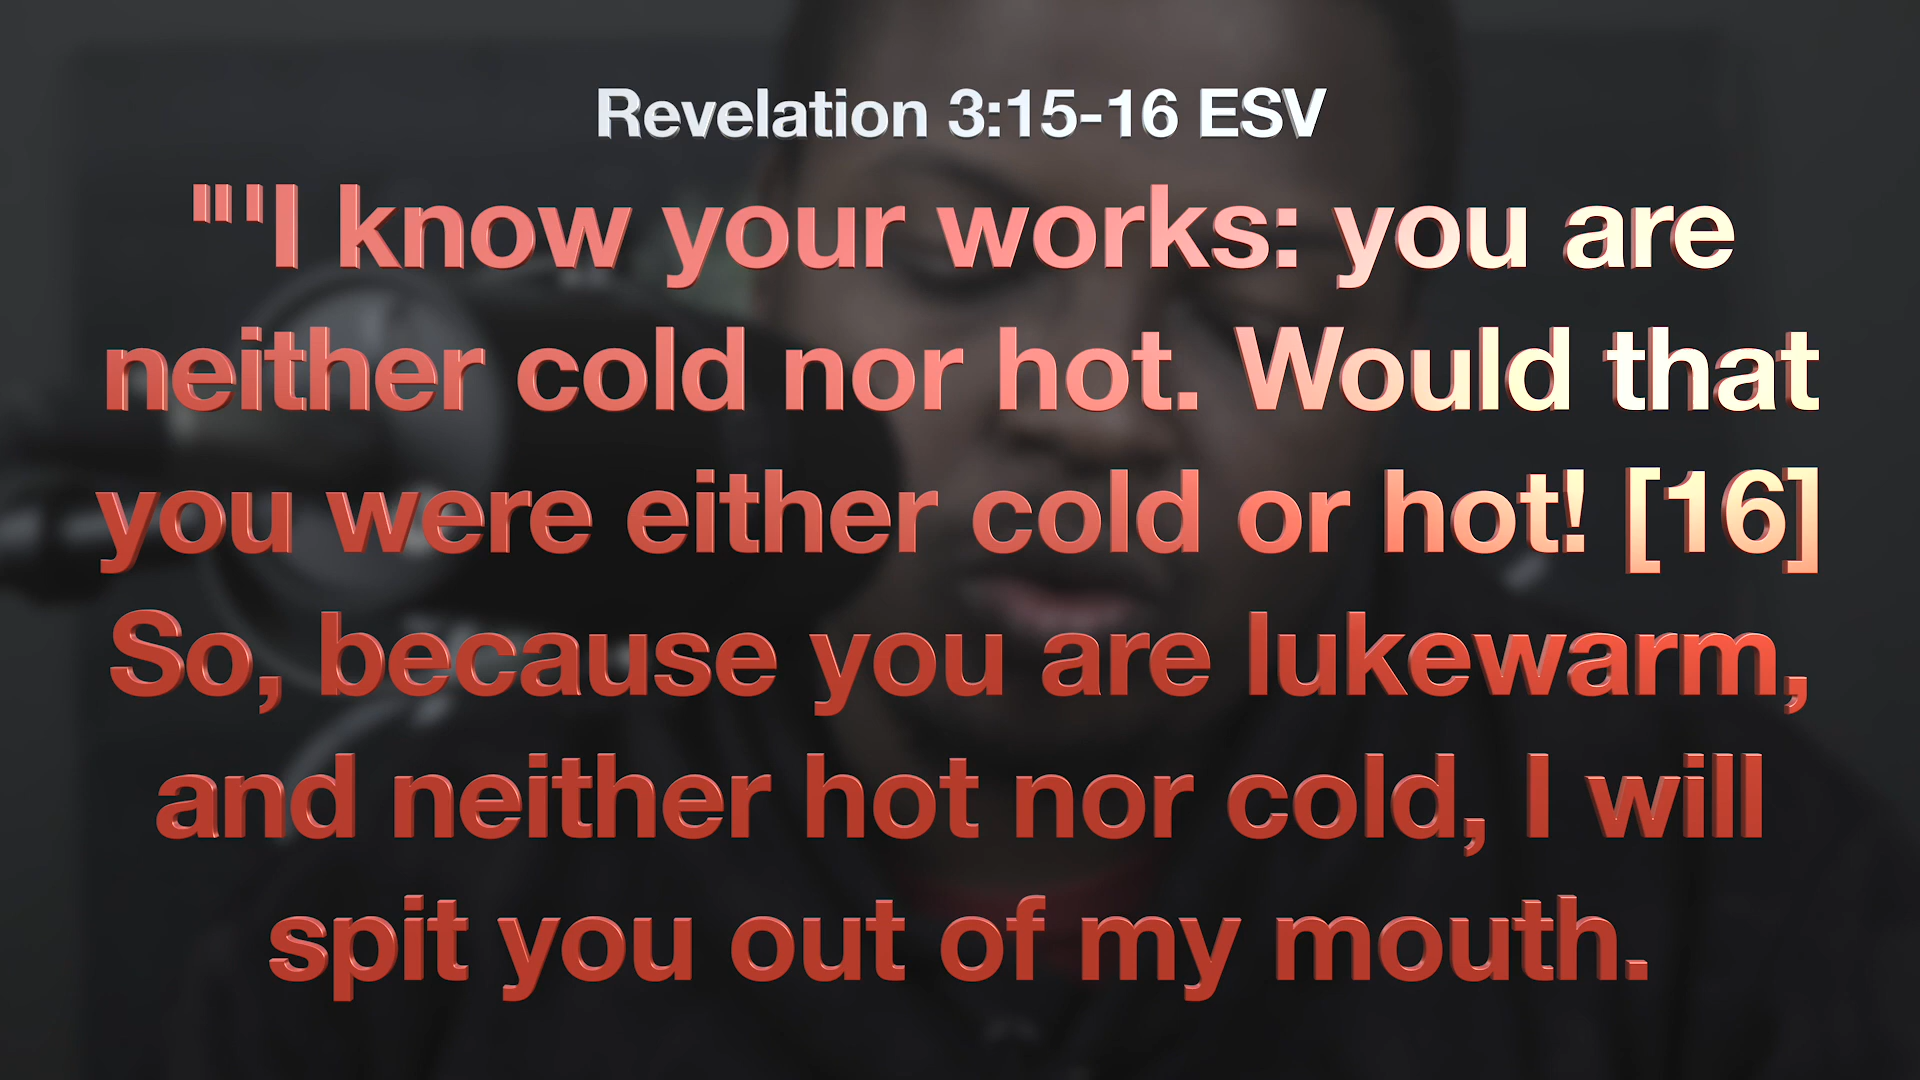 Revelation 3:15-16 ESV
"'I know your works: you are
neither cold nor hot. Would that
you were either cold or hot! [16]
So, because you are lukewarm,
and neither hot nor cold, I will
spit you out of my mouth.